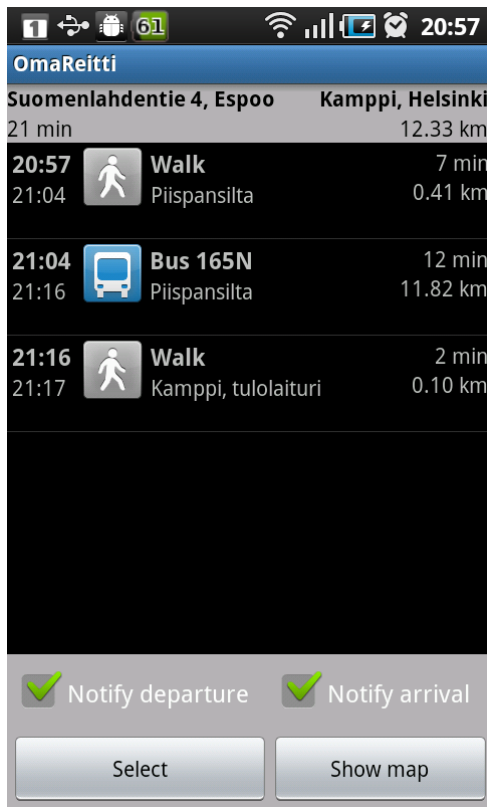 1 61 20:57
OmaReitti
Suomenlahdentie 4, Espoo Kamppi, Helsinki
21 min 12.33 km
20:57 Walk 7 min
21:04 Piispansilta 0.41 km
21:04 Bus 165N 12 min
21:16 Piispansilta 11.82 km
21:16 Walk 2 min
21:17 Kamppi, tulolaituri 0.10 km
Notify departure Notify arrival
Select Show map